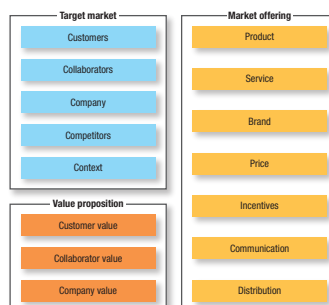 Target market
Customers
Collaborators
Company
Competitors
Context
Value proposition
Customer value
Collaborator value
Company value
Market offering
Product
Service
Brand
Price
Incentives
Communication
Distribution